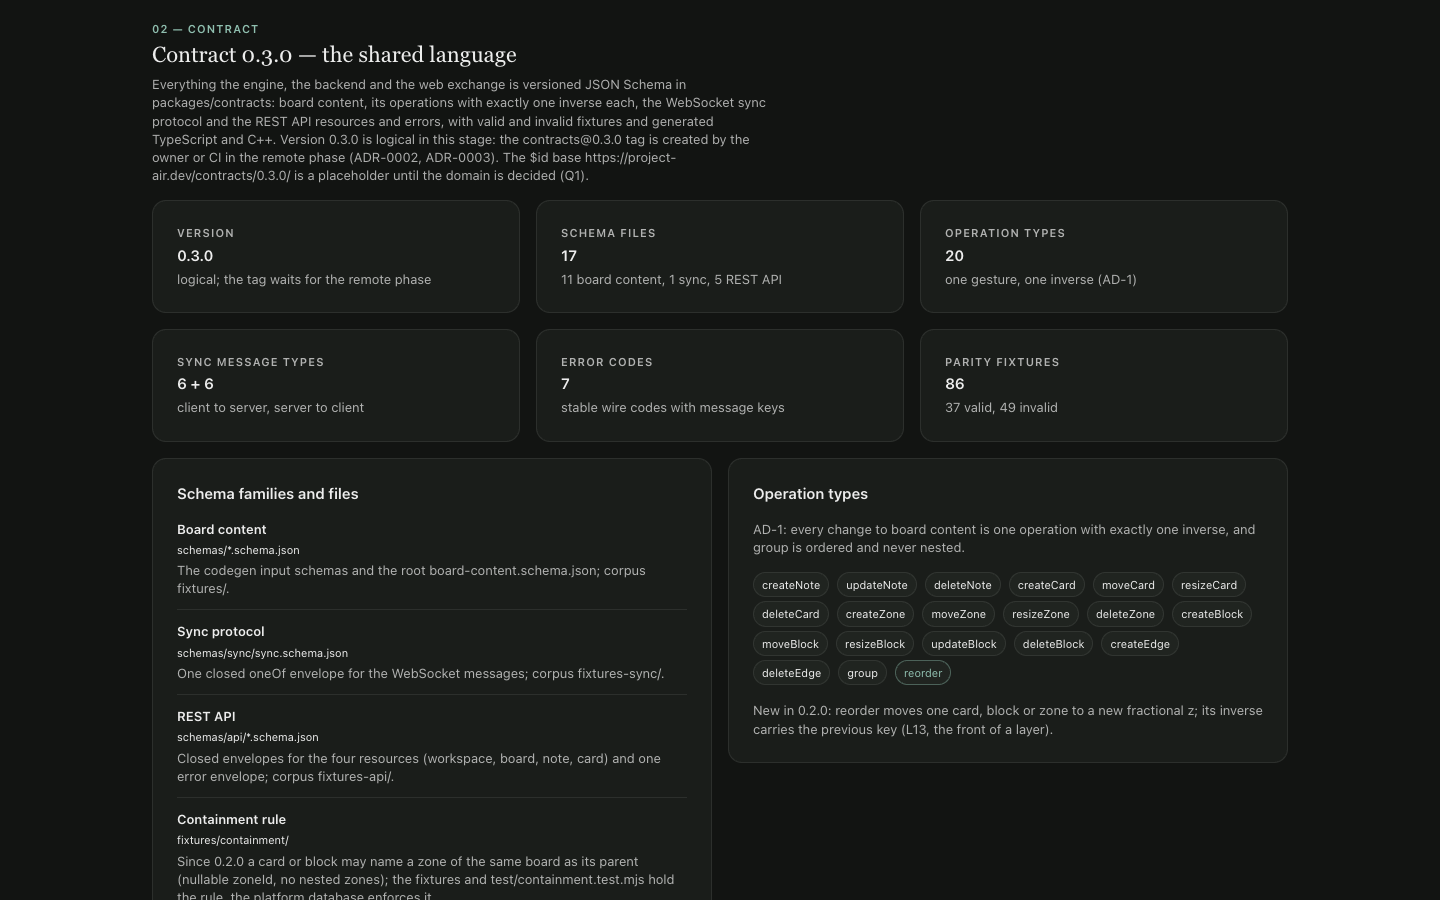 02 — CONTRACT
Contract 0.3.0 — the shared language
Everything the engine, the backend and the web exchange is versioned JSON Schema in
packages/contracts: board content, its operations with exactly one inverse each, the WebSocket sync
protocol and the REST API resources and errors, with valid and invalid fixtures and generated
TypeScript and C++. Version 0.3.0 is logical in this stage: the contracts@0.3.0 tag is created by the
owner or CI in the remote phase (ADR-0002, ADR-0003). The $id base https://project-
air.dev/contracts/0.3.0/ is a placeholder until the domain is decided (Q1).
VERSION
0.3.0
logical; the tag waits for the remote phase
SCHEMA FILES
17
11 board content, 1 sync, 5 REST API
OPERATION TYPES
20
one gesture, one inverse (AD-1)
SYNC MESSAGE TYPES
6 + 6
client to server, server to client
ERROR CODES
7
stable wire codes with message keys
PARITY FIXTURES
86
37 valid, 49 invalid
Schema families and files
Board content
schemas/*.schema.json
The codegen input schemas and the root board-content.schema.json; corpus
fixtures/.
Sync protocol
schemas/sync/sync.schema.json
One closed oneOf envelope for the WebSocket messages; corpus fixtures-sync/.
REST API
schemas/api/*.schema.json
Closed envelopes for the four resources (workspace, board, note, card) and one
error envelope; corpus fixtures-api/.
Containment rule
fixtures/containment/
Since 0.2.0 a card or block may name a zone of the same board as its parent
(nullable zoneId, no nested zones); the fixtures and test/containment.test.mjs hold
the rule, the platform database enforces it.
Operation types
AD-1: every change to board content is one operation with exactly one inverse, and
group is ordered and never nested.
createNote updateNote deleteNote createCard moveCard resizeCard
deleteCard createZone moveZone resizeZone deleteZone createBlock
moveBlock resizeBlock updateBlock deleteBlock createEdge
deleteEdge group reorder
New in 0.2.0: reorder moves one card, block or zone to a new fractional z; its inverse
carries the previous key (L13, the front of a layer).